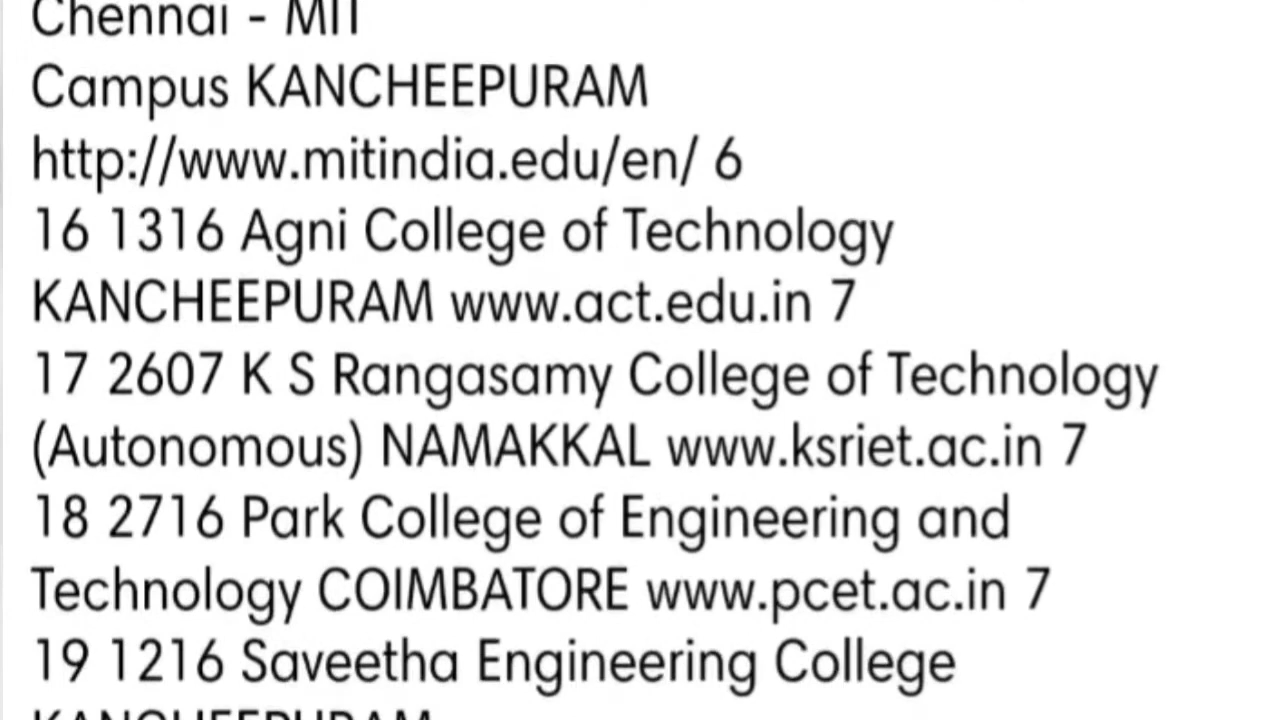 Chennai - MIT
Campus KANCHEEPURAM
http://www.mitindia.edu/en/ 6
16 1316 Agni College of Technology
KANCHEEPURAM www.act.edu.in 7
17 2607 K S Rangasamy College of Technology
(Autonomous) NAMAKKAL www.ksriet.ac.in 7
18 2716 Park College of Engineering and
Technology COIMBATORE www.pcet.ac.in 7
19 1216 Saveetha Engineering College
KANCHEEPURAM